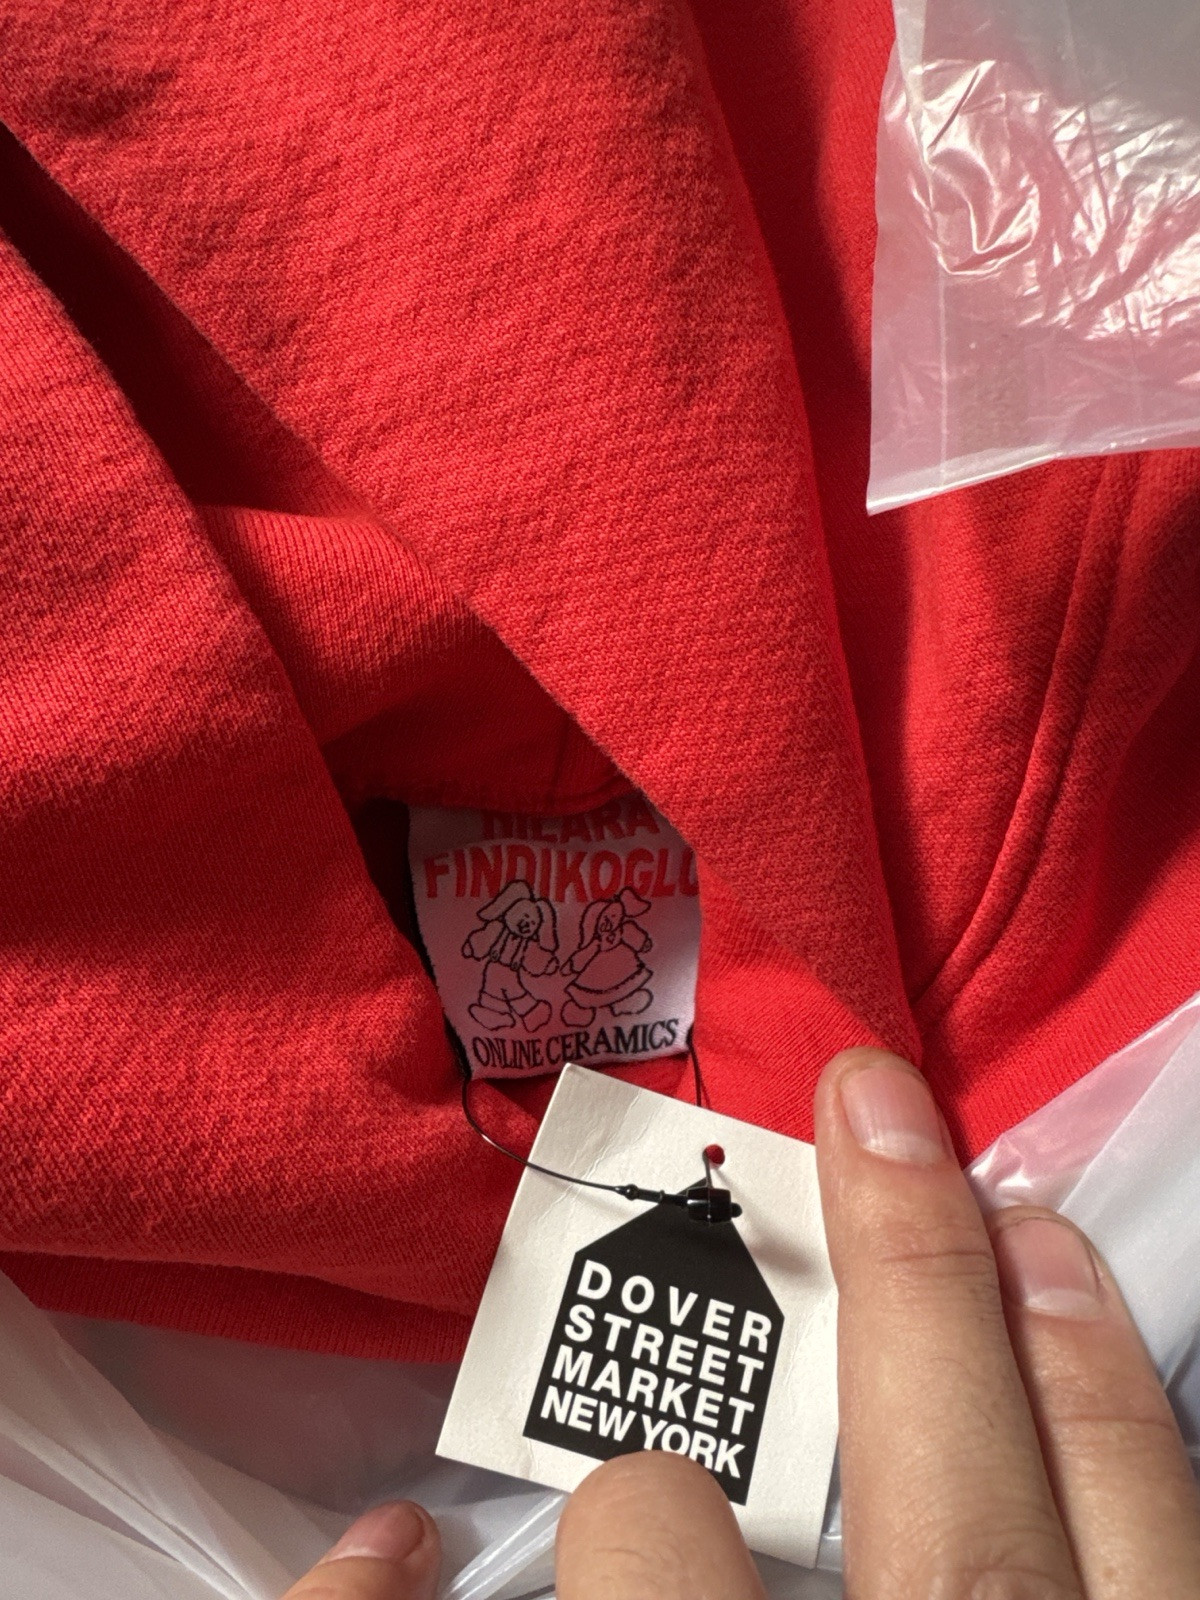 FINDIKOGLU
ONLINE CERAMICS
DOVER
STREET
MARKET
NEW YORK